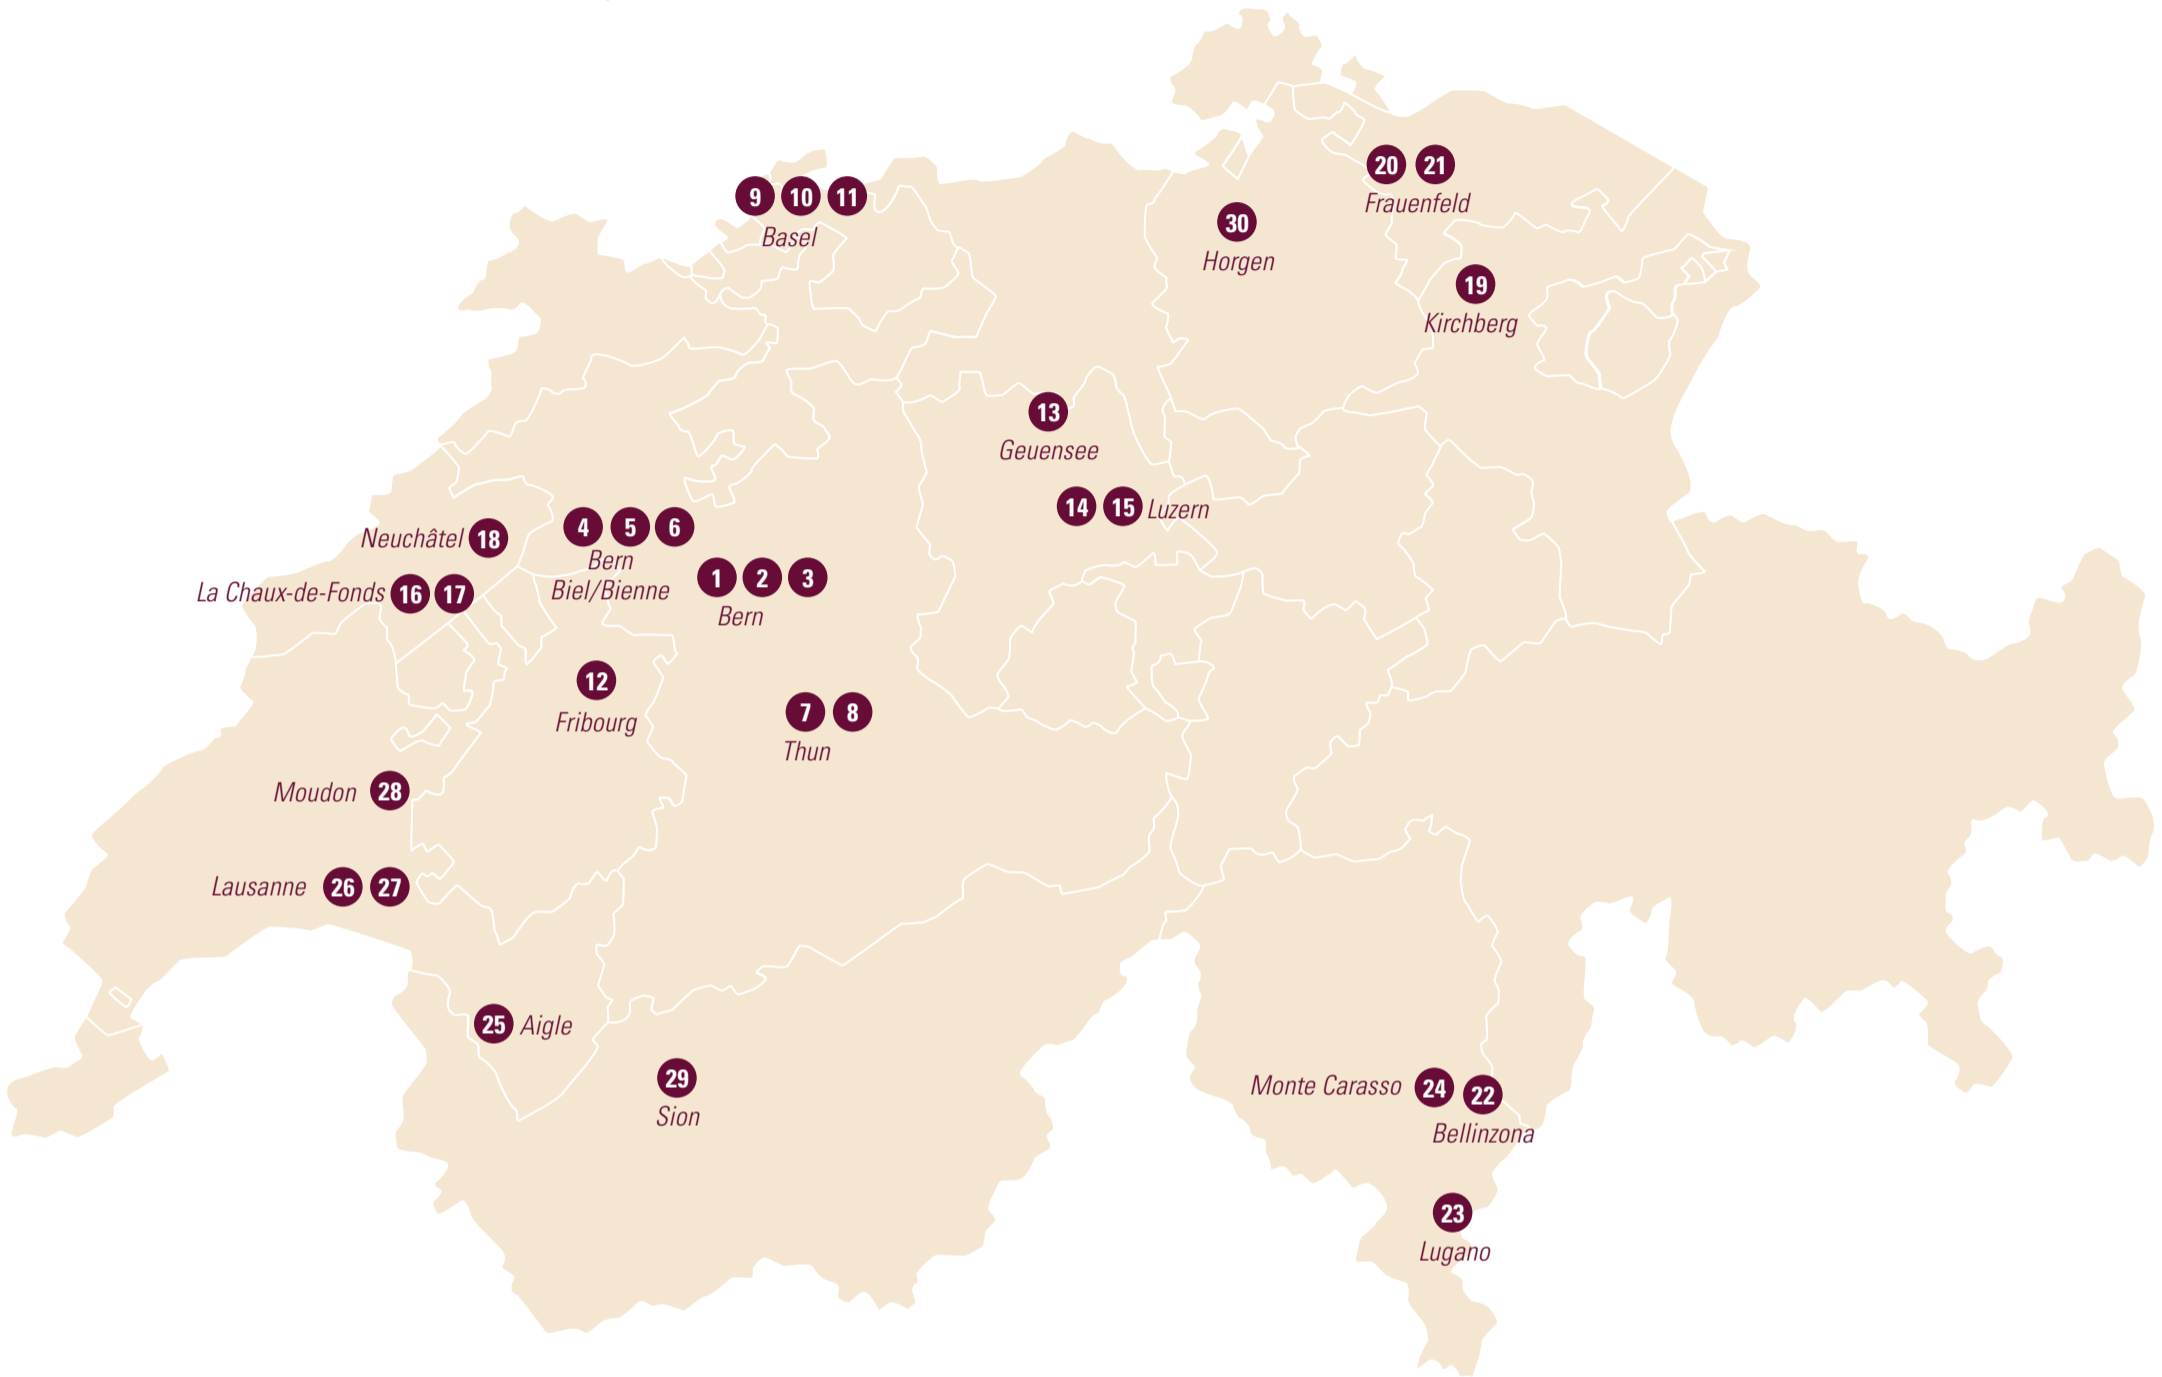 20 21
Frauenfeld
9 10 11
Basel
30
Horgen
19
Kirchberg
13
Geuensee
14 15 Luzern
Neuchâtel 18
4 5 6
Bern
Biel/Bienne
1 2 3
Bern
La Chaux-de-Fonds 16 17
12
Fribourg
7 8
Thun
Moudon 28
Lausanne 26 27
25 Aigle
29
Sion
Monte Carasso 24
22
Bellinzona
23
Lugano